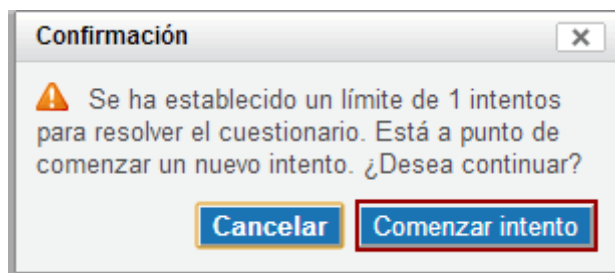 Confirmación
Se ha establecido un límite de 1 intentos
para resolver el cuestionario. Está a punto de
comenzar un nuevo intento. ¿Desea continuar?
Cancelar Comenzar intento